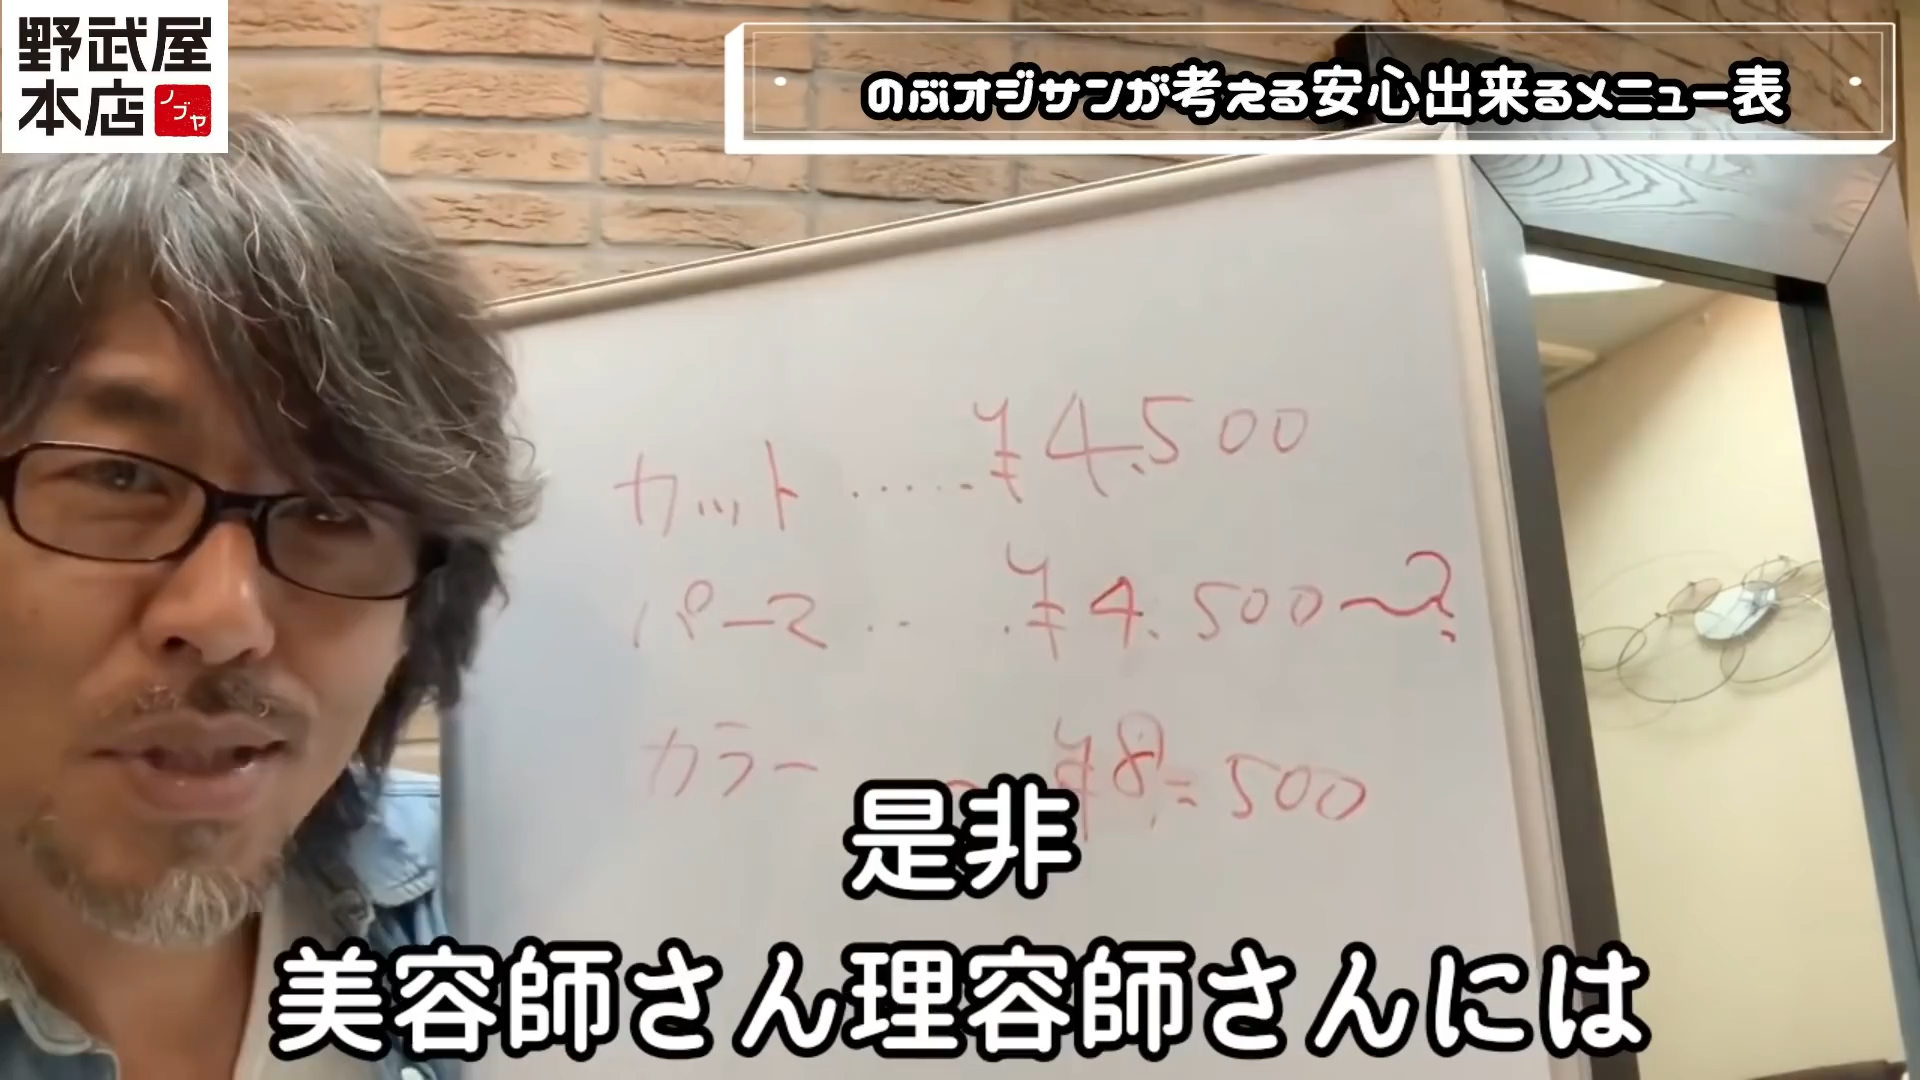 野武屋
本店
ノブヤ
のぶオジサンが考える安心出来るメニュー表
カット ..... ¥4.500
パーマ .. . ¥4.500〜?
カラー
500
是非
美容師さん理容師さんには